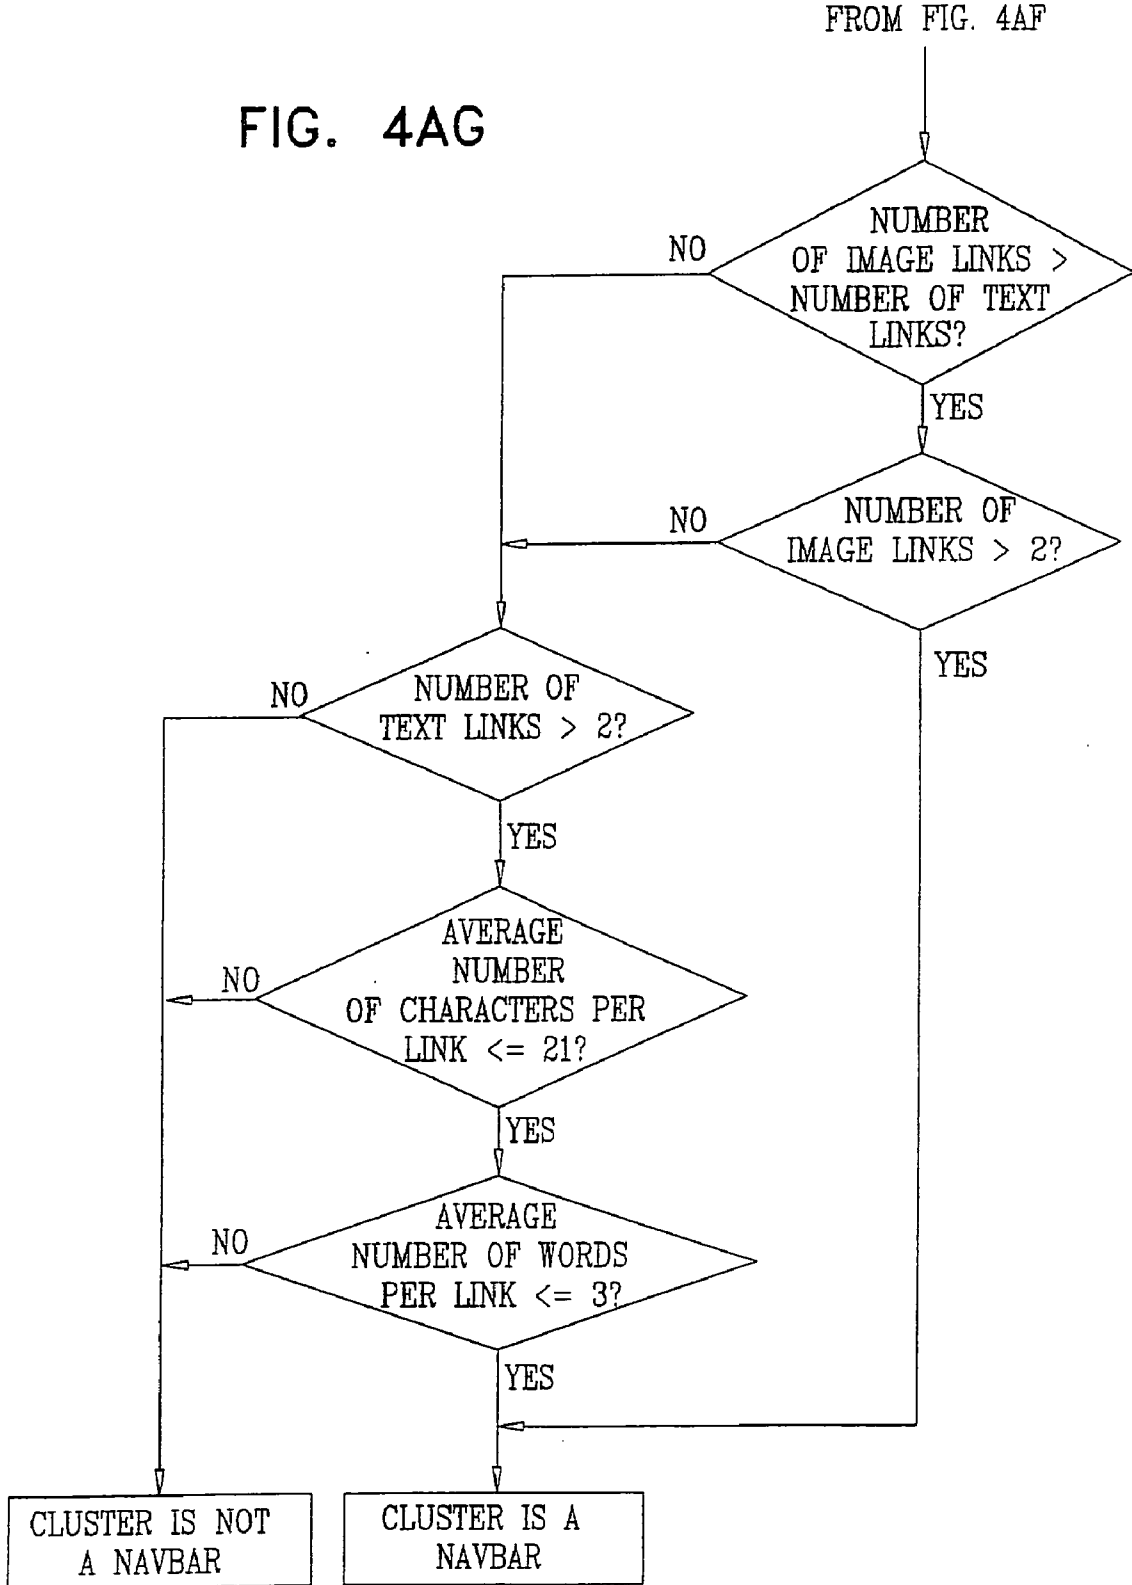 FROM FIG. 4AF
FIG. 4AG
NUMBER
OF IMAGE LINKS >
NUMBER OF TEXT
LINKS?
NO
YES
NUMBER OF
IMAGE LINKS > 2?
NO
YES
NUMBER OF
TEXT LINKS > 2?
NO
YES
AVERAGE
NUMBER
OF CHARACTERS PER
LINK <= 21?
NO
YES
AVERAGE
NUMBER OF WORDS
PER LINK <= 3?
NO
YES
CLUSTER IS NOT
A NAVBAR
CLUSTER IS A
NAVBAR